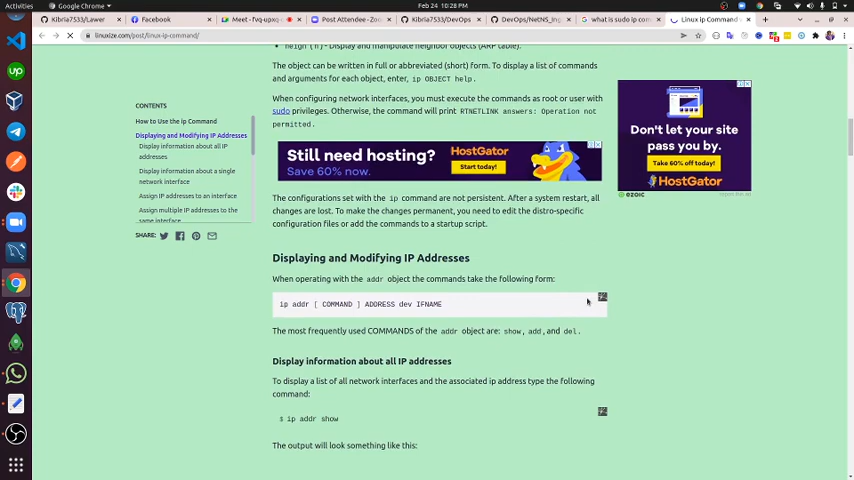 Activities
Google Chrome
Feb 24 10:28 PM
Kibria7533/Lawer
Facebook
Meet - fvq-upxq
Post Attendee - Zoom
Kibria7533/DevOps
DevOps/NetNS_Ing
what is sudo ip com
Linux ip Command w
linuxize.com/post/linux-ip-command/
neigh (n) - Display and manipulate neighbor objects (ARP table).
The object can be written in full or abbreviated (short) form. To display a list of commands
and arguments for each object, enter, ip OBJECT help.
When configuring network interfaces, you must execute the commands as root or user with
sudo privileges. Otherwise, the command will print RTNETLINK answers: Operation not
permitted.
Still need hosting?
Save 60% now.
Start today!
HostGator
The configurations set with the ip command are not persistent. After a system restart, all
changes are lost. To make the changes permanent, you need to edit the distro-specific
configuration files or add the commands to a startup script.
Displaying and Modifying IP Addresses
When operating with the addr object the commands take the following form:
ip addr [ COMMAND ] ADDRESS dev IFNAME
The most frequently used COMMANDS of the addr object are: show, add, and del.
Display information about all IP addresses
To display a list of all network interfaces and the associated ip address type the following
command:
$ ip addr show
The output will look something like this:
CONTENTS
How to Use the ip Command
Displaying and Modifying IP Addresses
Display information about all IP
addresses
Display information about a single
network interface
Assign IP addresses to an interface
Assign multiple IP addresses to the
same interface
SHARE:
Don't let your site
pass you by.
Take 60% off today!
HostGator
ezoic